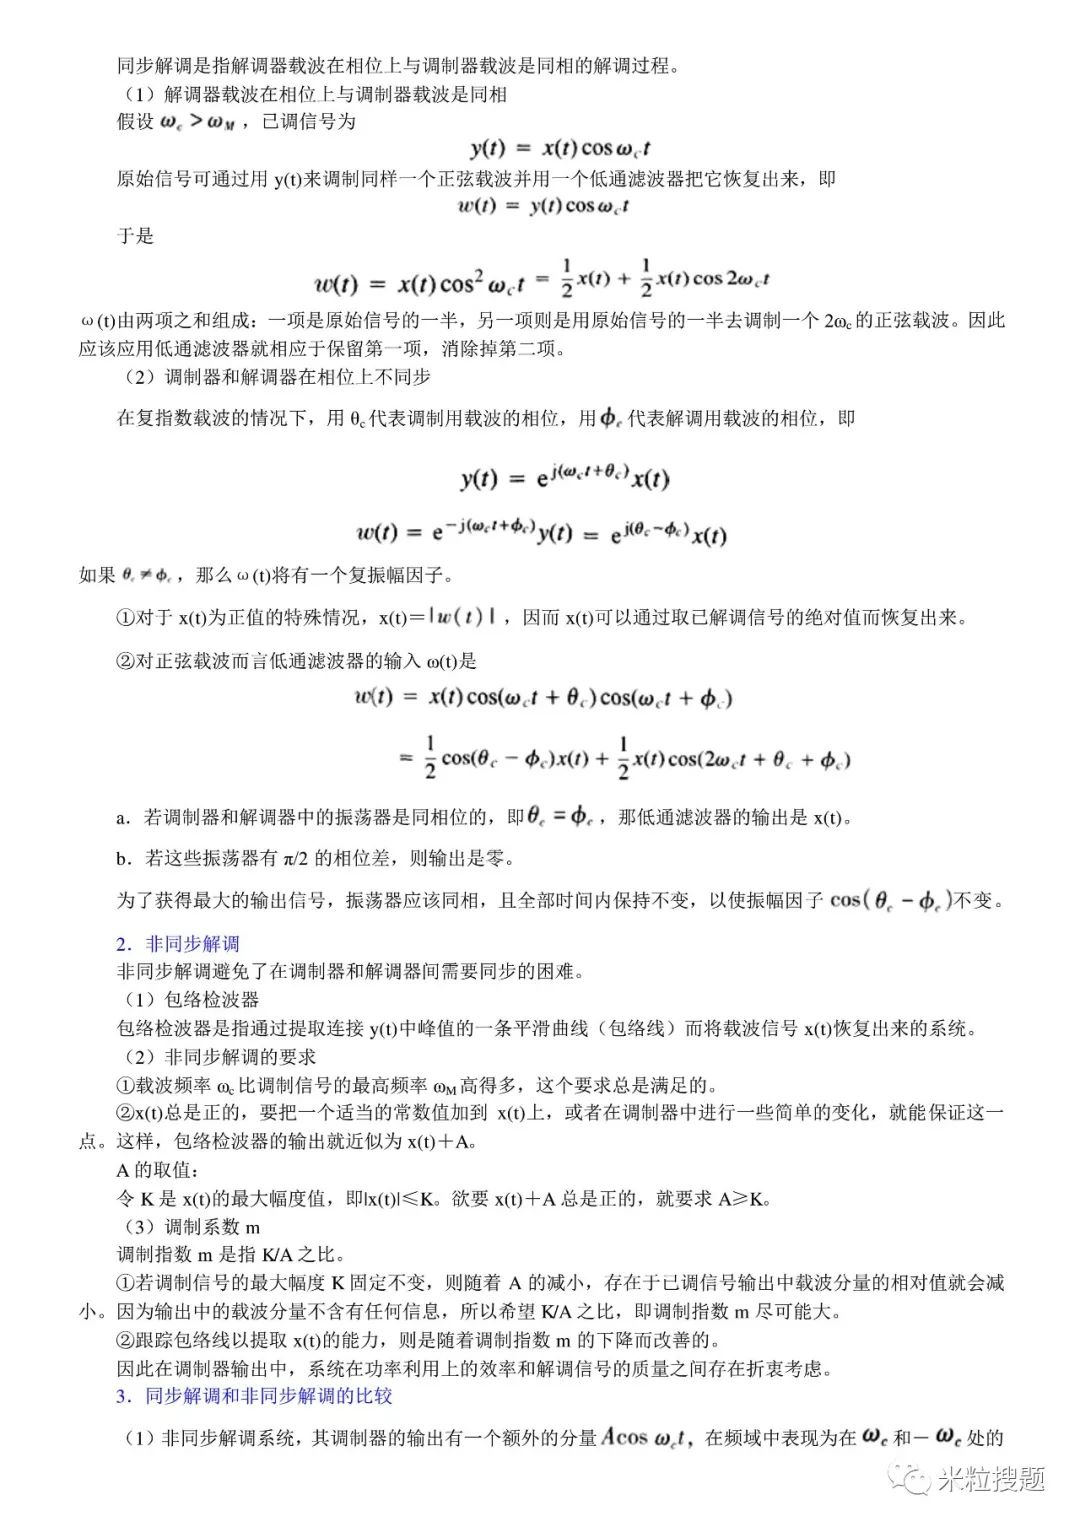 同步解调是指解调器载波在相位上与调制器载波是同相的解调过程。
（1）解调器载波在相位上与调制器载波是同相
假设 ω_c > ω_M ，已调信号为
y(t) = x(t) cos ω_c t
原始信号可通过用 y(t)来调制同样一个正弦载波并用一个低通滤波器把它恢复出来，即
w(t) = y(t) cos ω_c t
于是
w(t) = x(t) cos² ω_c t = 1/2 x(t) + 1/2 x(t) cos 2ω_c t
ω(t)由两项之和组成：一项是原始信号的一半，另一项则是用原始信号的一半去调制一个 2ω_c 的正弦载波。因此
应该应用低通滤波器就相应于保留第一项，消除掉第二项。
（2）调制器和解调器在相位上不同步
在复指数载波的情况下，用 θ_c 代表调制用载波的相位，用 ϕ_c 代表解调用载波的相位，即
y(t) = e^{j(ω_c t+θ_c)} x(t)
w(t) = e^{-j(ω_c t+ϕ_c)} y(t) = e^{j(θ_c-ϕ_c)} x(t)
如果 θ_c ≠ ϕ_c ，那么 ω(t)将有一个复振幅因子。
①对于 x(t)为正值的特殊情况，x(t)＝|w(t)| ，因而 x(t)可以通过取已解调信号的绝对值而恢复出来。
②对正弦载波而言低通滤波器的输入 ω(t)是
w(t) = x(t) cos(ω_c t + θ_c) cos(ω_c t + ϕ_c)
= 1/2 cos(θ_c - ϕ_c)x(t) + 1/2 x(t) cos(2ω_c t + θ_c + ϕ_c)
a．若调制器和解调器中的振荡器是同相位的，即 θ_c = ϕ_c ，那低通滤波器的输出是 x(t)。
b．若这些振荡器有 π/2 的相位差，则输出是零。
为了获得最大的输出信号，振荡器应该同相，且全部时间内保持不变，以使振幅因子 cos(θ_c - ϕ_c)不变。
2．非同步解调
非同步解调避免了在调制器和解调器间需要同步的困难。
（1）包络检波器
包络检波器是指通过提取连接 y(t)中峰值的一条平滑曲线（包络线）而将载波信号 x(t)恢复出来的系统。
（2）非同步解调的要求
①载波频率 ω_c 比调制信号的最高频率 ω_M 高得多，这个要求总是满足的。
②x(t)总是正的，要把一个适当的常数值加到 x(t)上，或者在调制器中进行一些简单的变化，就能保证这一
点。这样，包络检波器的输出就近似为 x(t)＋A。
A 的取值：
令 K 是 x(t)的最大幅度值，即|x(t)|≤K。欲要 x(t)＋A 总是正的，就要求 A≥K。
（3）调制系数 m
调制指数 m 是指 K/A 之比。
①若调制信号的最大幅度 K 固定不变，则随着 A 的减小，存在于已调信号输出中载波分量的相对值就会减
小。因为输出中的载波分量不含有任何信息，所以希望 K/A 之比，即调制指数 m 尽可能大。
②跟踪包络线以提取 x(t)的能力，则是随着调制指数 m 的下降而改善的。
因此在调制器输出中，系统在功率利用上的效率和解调信号的质量之间存在折衷考虑。
3．同步解调和非同步解调的比较
（1）非同步解调系统，其调制器的输出有一个额外的分量 Acos ω_c t，在频域中表现为在 ω_c 和－ ω_c 处的
米粒搜题